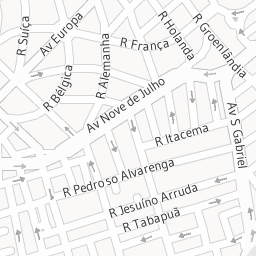 R Suíça
Av Europa
R França
R Holanda
R Groenlândia
R Bélgica
R Alemanha
Av Nove de Julho
Av S Gabriel
R Itacema
R Pedroso Alvarenga
R Jesuíno Arruda
R Tabapuã